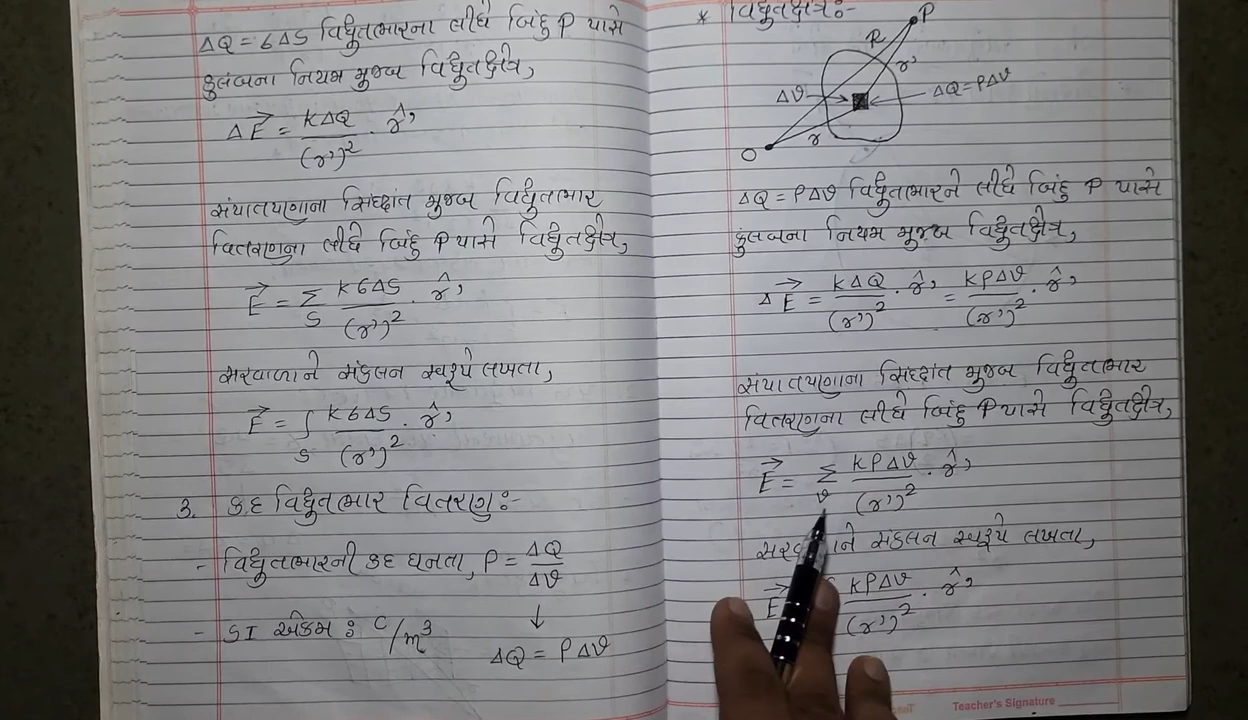 ΔQ = σΔS વિદ્યુતભારના લીધે બિંદુ P પાસે
કુલંબના નિયમ મુજબ વિદ્યુતક્ષેત્ર,
ΔE⃗ = KΔQ / (r')² · r̂'
સંપાતપણાના સિધ્ધાંત મુજબ વિદ્યુતભાર
વિતરણના લીધે બિંદુ P પાસે વિદ્યુતક્ષેત્ર,
E⃗ = Σ_S KσΔS / (r')² · r̂'
સરવાળાને સંકલન સ્વરૂપે લખતા,
E⃗ = ∫_S KσΔS / (r')² · r̂'
3. કદ વિદ્યુતભાર વિતરણ :-
- વિદ્યુતભારની કદ ઘનતા, ρ = ΔQ / Δv
- SI એકમ : C/m³
↓
ΔQ = ρΔv
* વિદ્યુતક્ષેત્ર :-
P
R
r'
Δv
ΔQ = ρΔv
O
r
ΔQ = ρΔv વિદ્યુતભારને લીધે બિંદુ P પાસે
કુલંબના નિયમ મુજબ વિદ્યુતક્ષેત્ર,
ΔE⃗ = KΔQ / (r')² · r̂' = KρΔv / (r')² · r̂'
સંપાતપણાના સિધ્ધાંત મુજબ વિદ્યુતભાર
વિતરણના લીધે બિંદુ P પાસે વિદ્યુતક્ષેત્ર,
E⃗ = Σ_v KρΔv / (r')² · r̂'
સંકલન સ્વરૂપે લખતા,
E⃗ KρΔv / (r')² · r̂'
Teacher's Signature